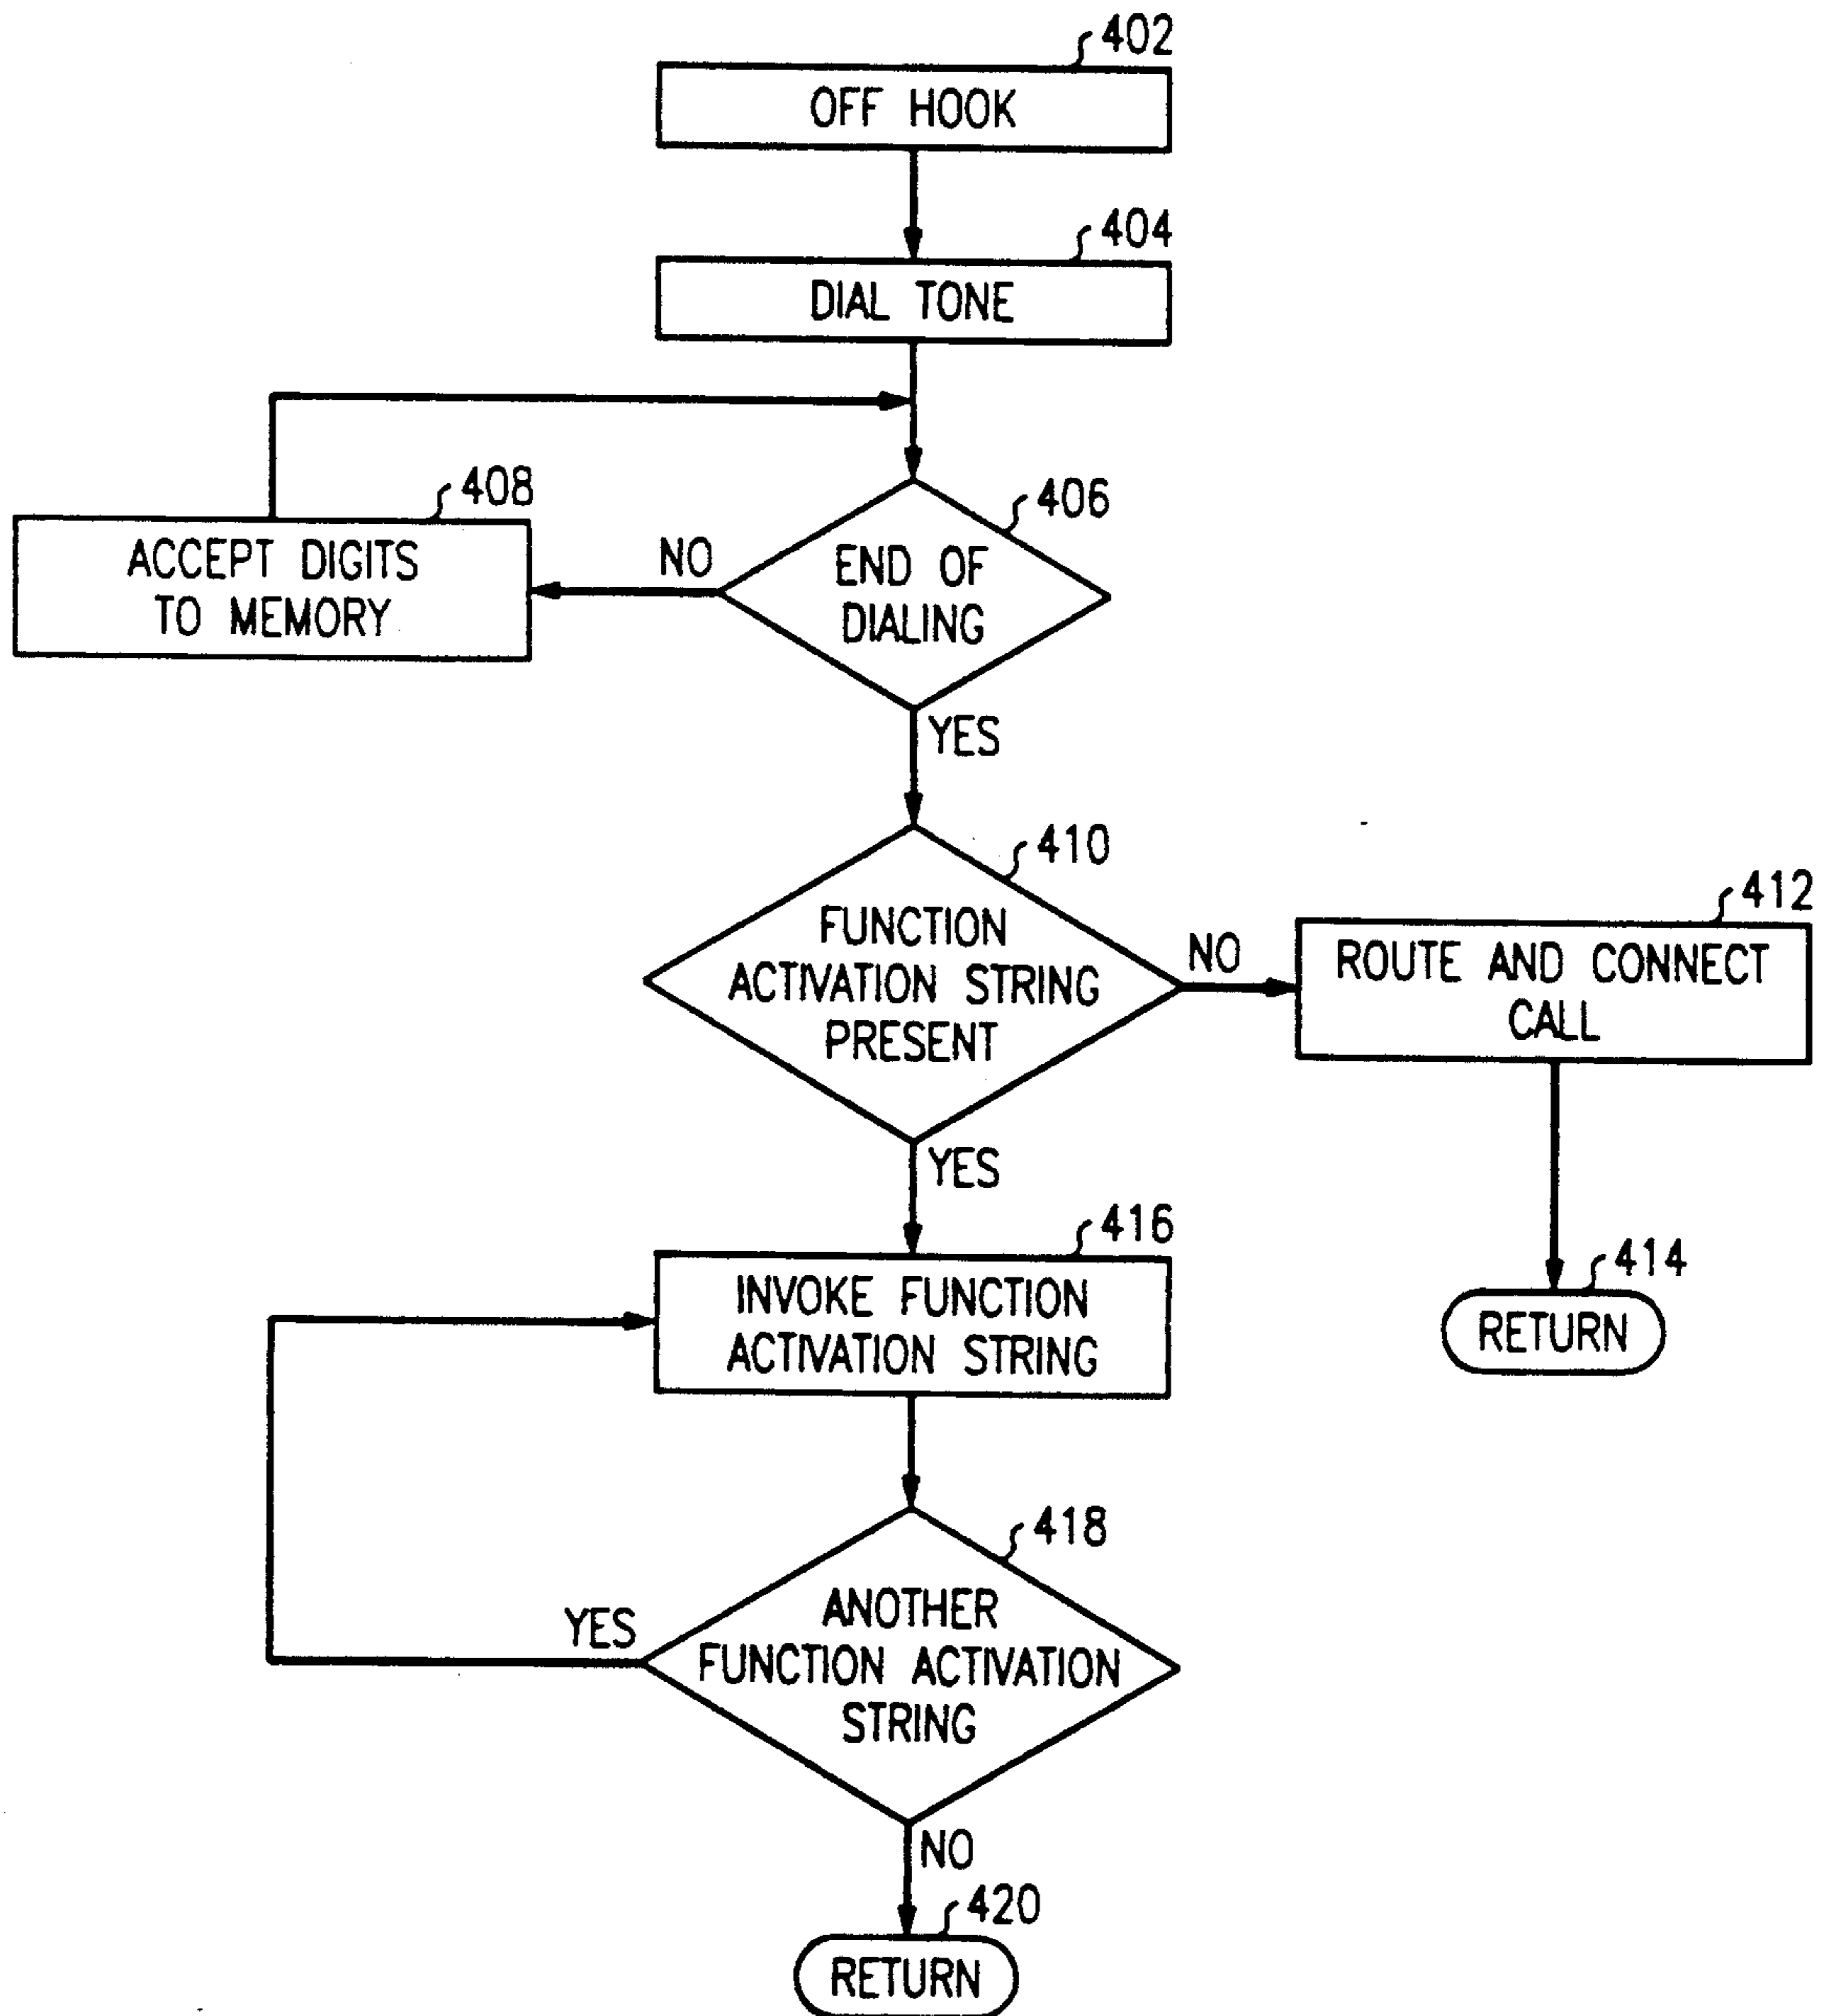 402
OFF HOOK
404
DIAL TONE
408
ACCEPT DIGITS
TO MEMORY
NO
406
END OF
DIALING
YES
410
FUNCTION
ACTIVATION STRING
PRESENT
NO
412
ROUTE AND CONNECT
CALL
YES
414
RETURN
416
INVOKE FUNCTION
ACTIVATION STRING
418
ANOTHER
FUNCTION ACTIVATION
STRING
YES
NO
420
RETURN